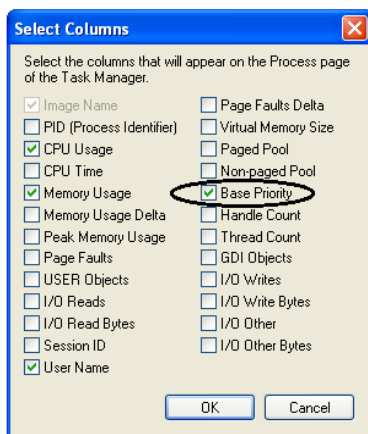 Select Columns
Select the columns that will appear on the Process page
of the Task Manager.
Image Name
PID (Process Identifier)
CPU Usage
CPU Time
Memory Usage
Memory Usage Delta
Peak Memory Usage
Page Faults
USER Objects
I/O Reads
I/O Read Bytes
Session ID
User Name
Page Faults Delta
Virtual Memory Size
Paged Pool
Non-paged Pool
Base Priority
Handle Count
Thread Count
GDI Objects
I/O Writes
I/O Write Bytes
I/O Other
I/O Other Bytes
OK
Cancel